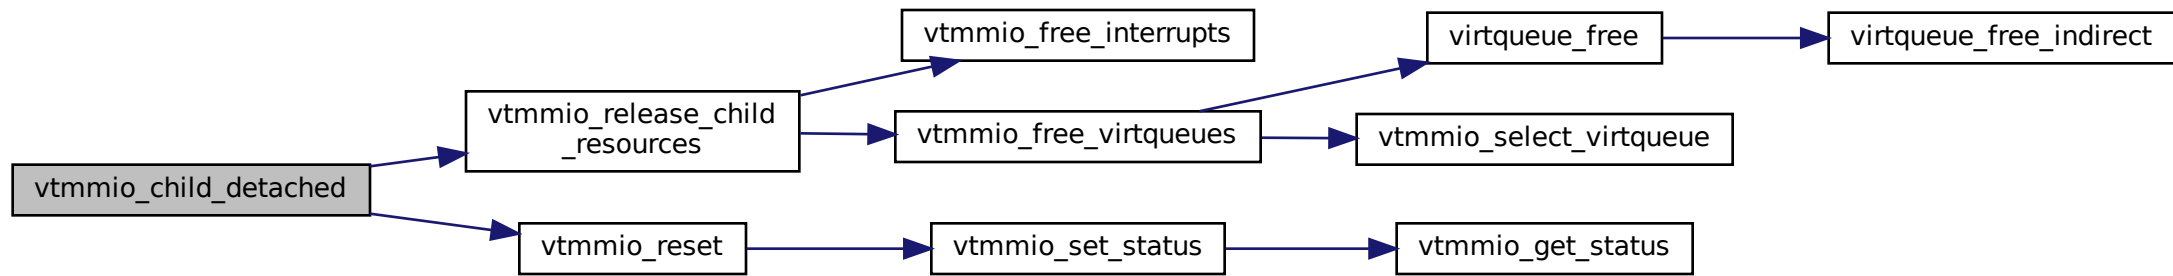 vtmmio_child_detached
vtmmio_release_child
_resources
vtmmio_free_interrupts
vtmmio_free_virtqueues
virtqueue_free
virtqueue_free_indirect
vtmmio_select_virtqueue
vtmmio_reset
vtmmio_set_status
vtmmio_get_status